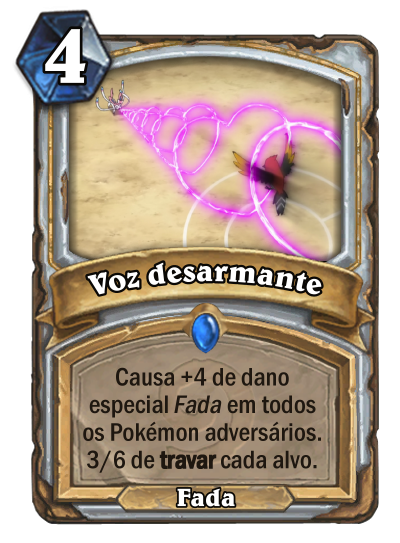 4
Voz desarmante
Causa +4 de dano
especial Fada em todos
os Pokémon adversários.
3/6 de travar cada alvo.
Fada